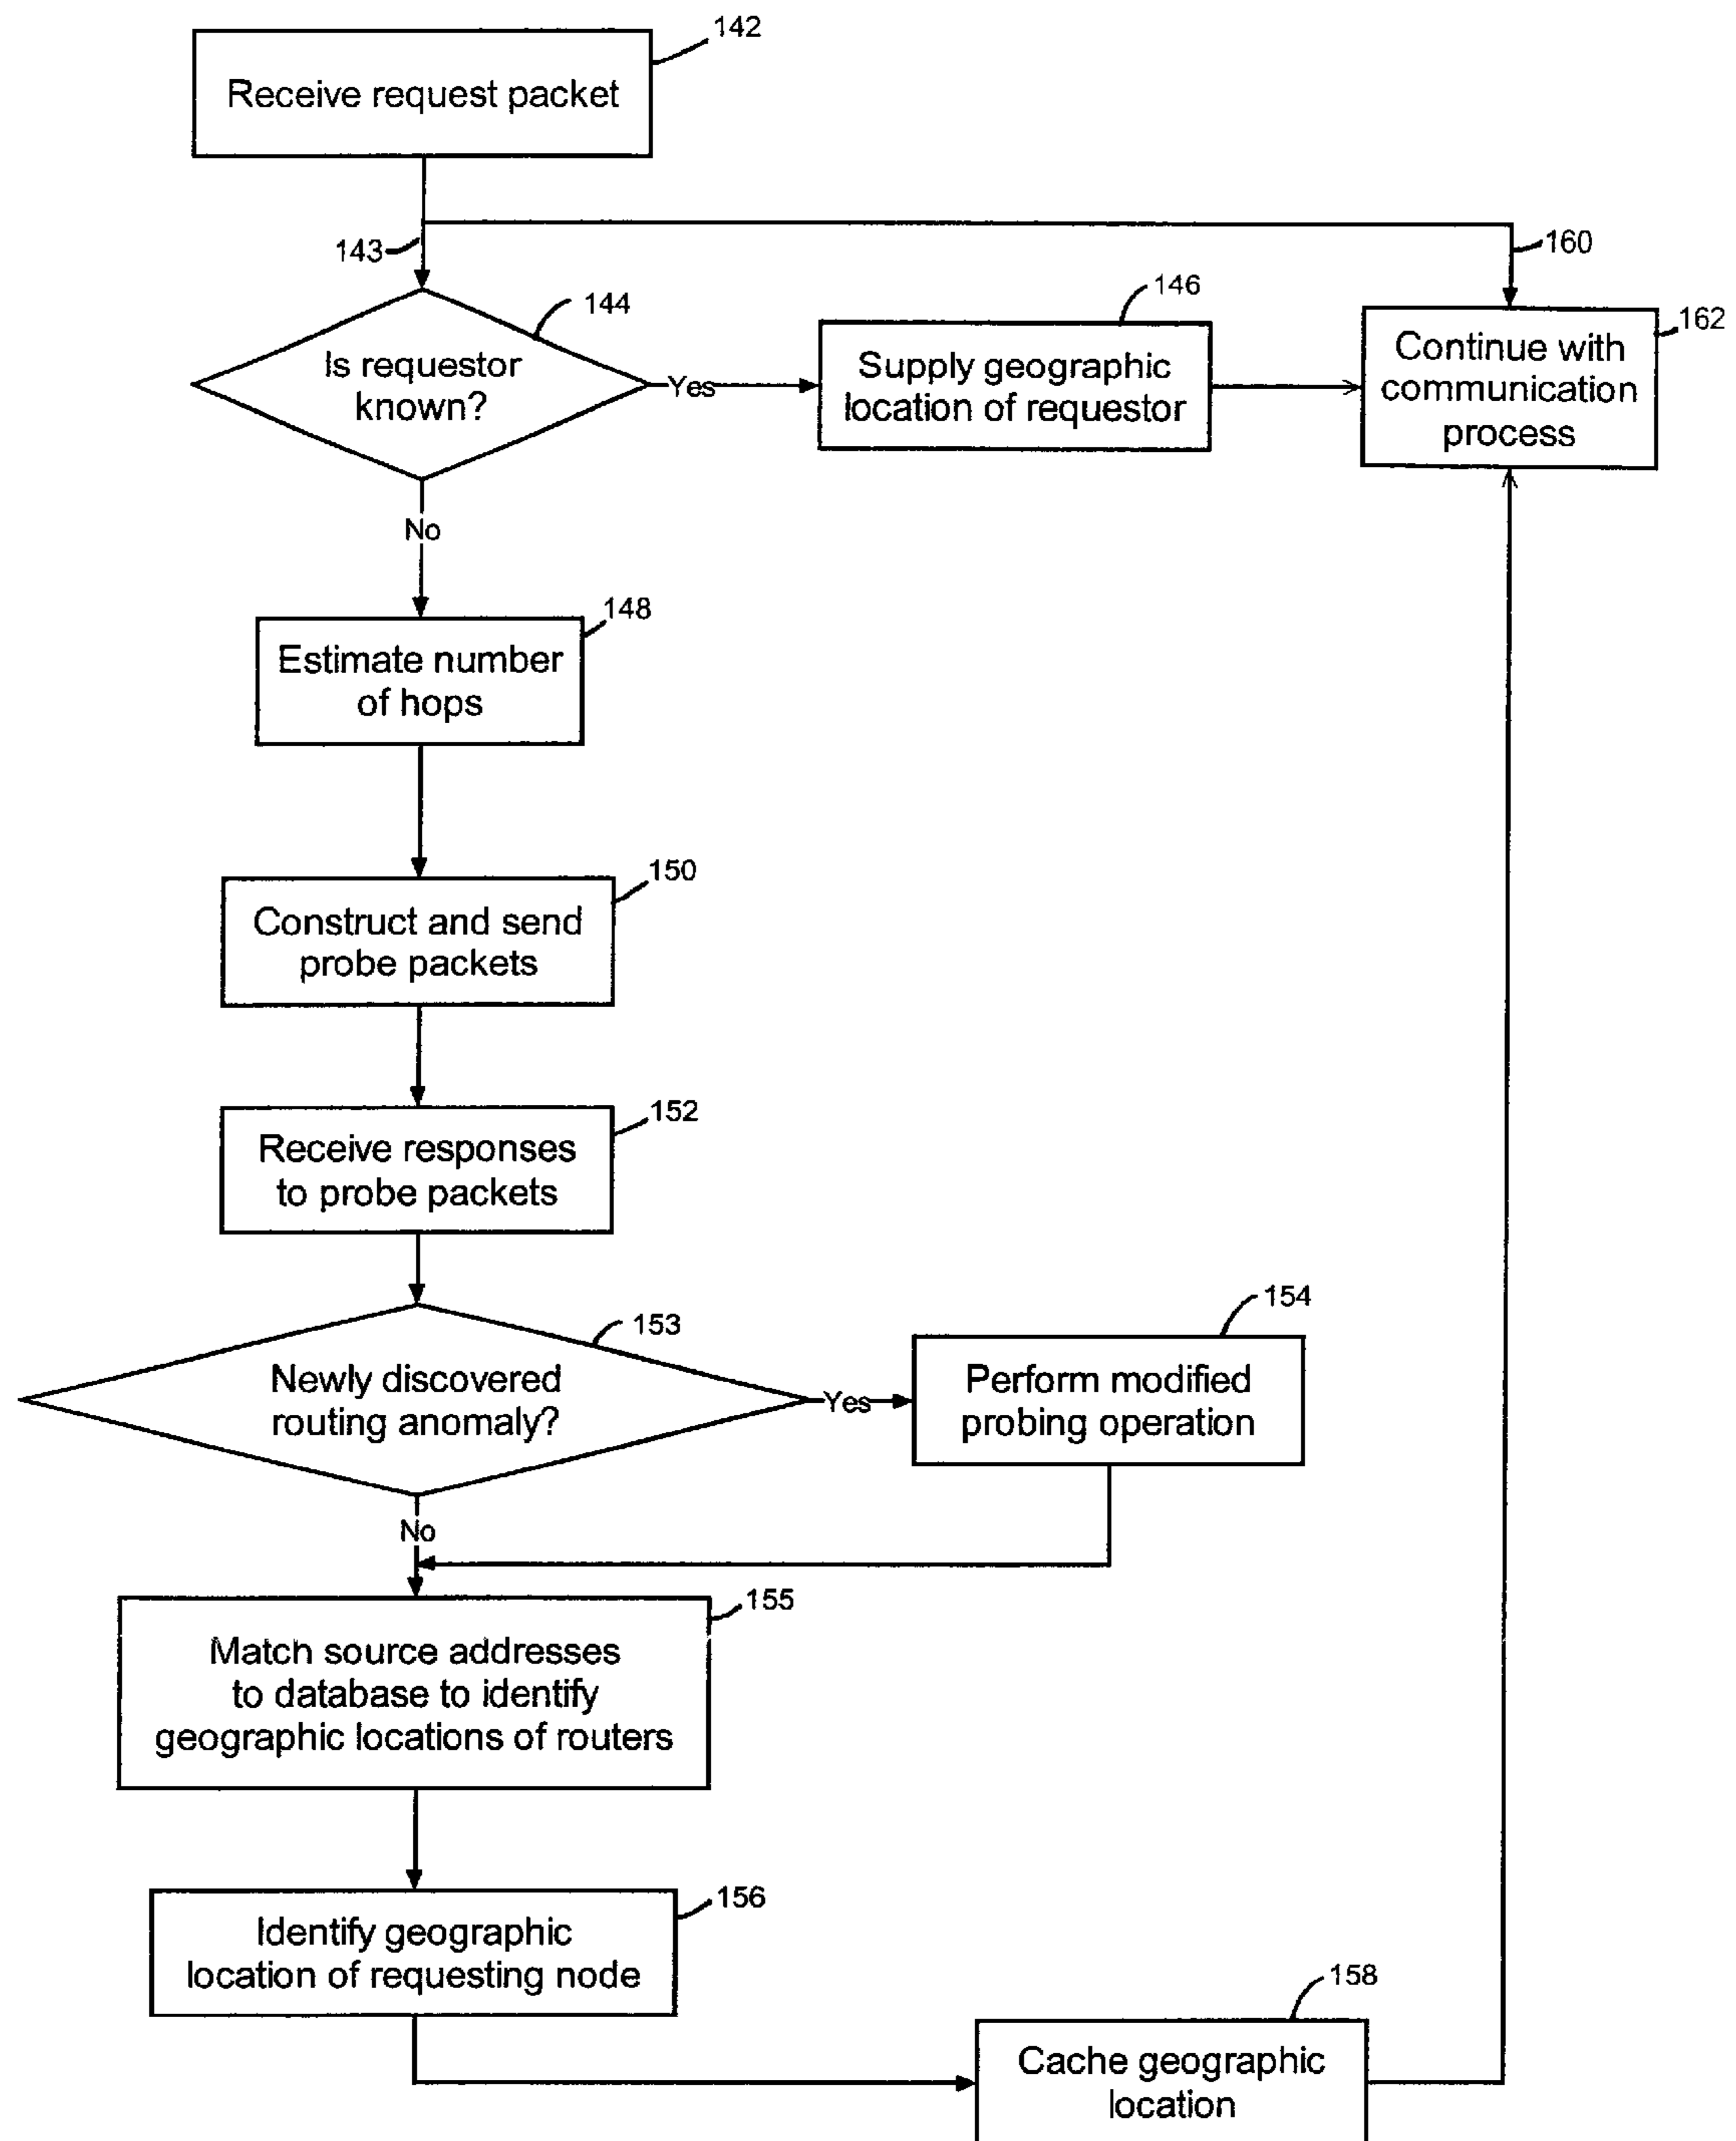 142
Receive request packet
143
160
144
146
162
Is requestor
known?
Yes
Supply geographic
location of requestor
Continue with
communication
process
No
148
Estimate number
of hops
150
Construct and send
probe packets
152
Receive responses
to probe packets
153
154
Newly discovered
routing anomaly?
Yes
Perform modified
probing operation
No
155
Match source addresses
to database to identify
geographic locations of routers
156
Identify geographic
location of requesting node
158
Cache geographic
location